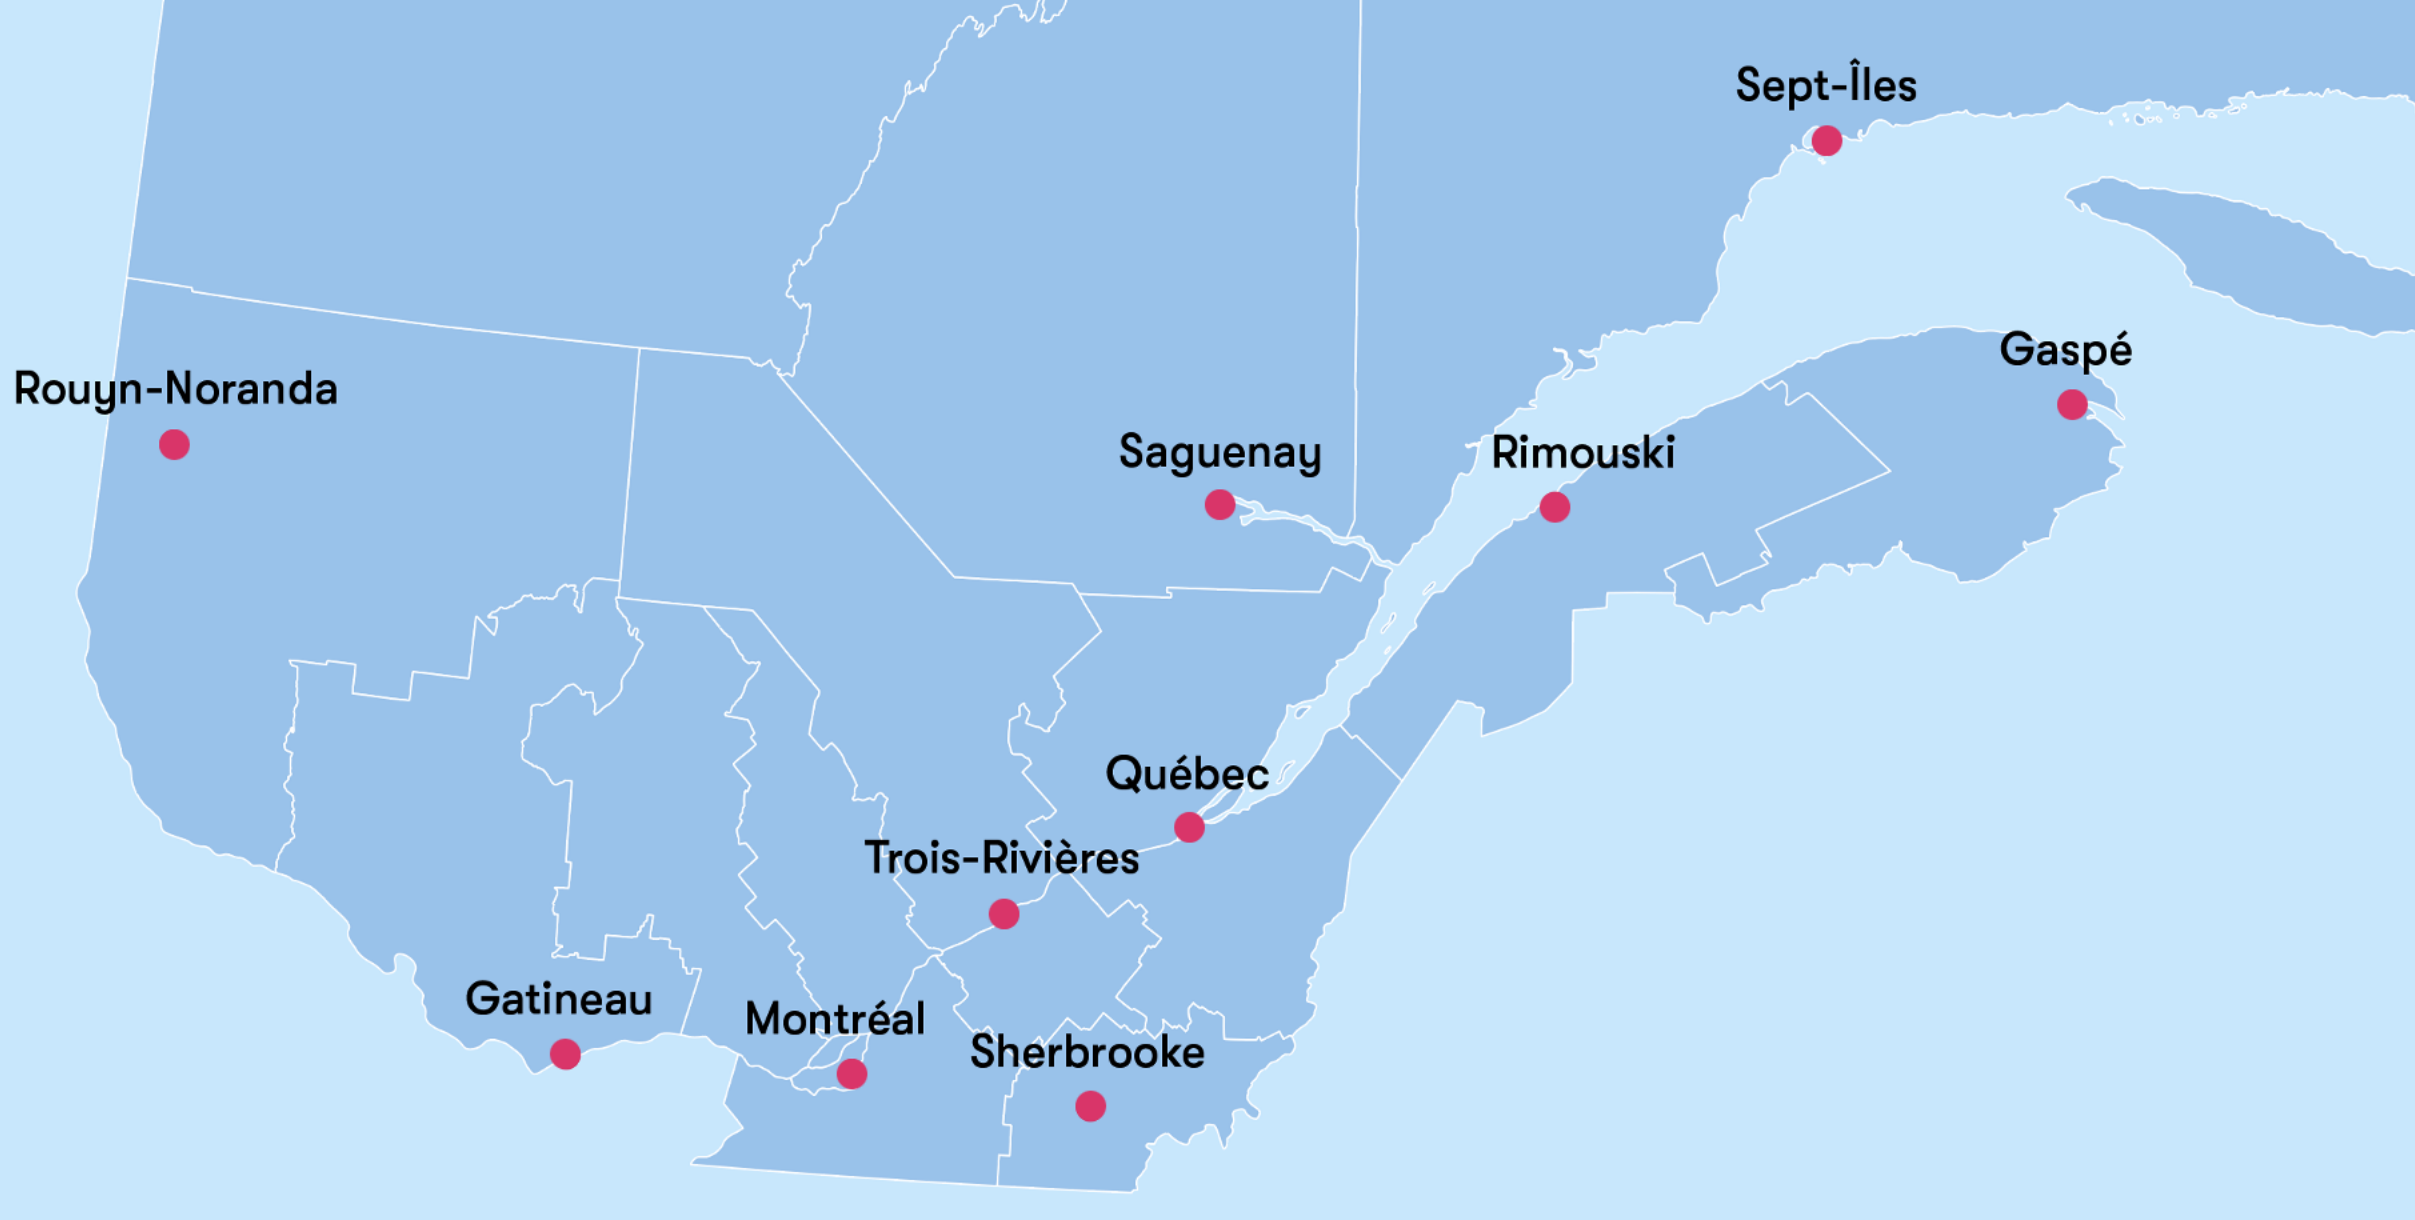 Sept-Îles
Gaspé
Rouyn-Noranda
Saguenay
Rimouski
Québec
Trois-Rivières
Gatineau
Montréal
Sherbrooke